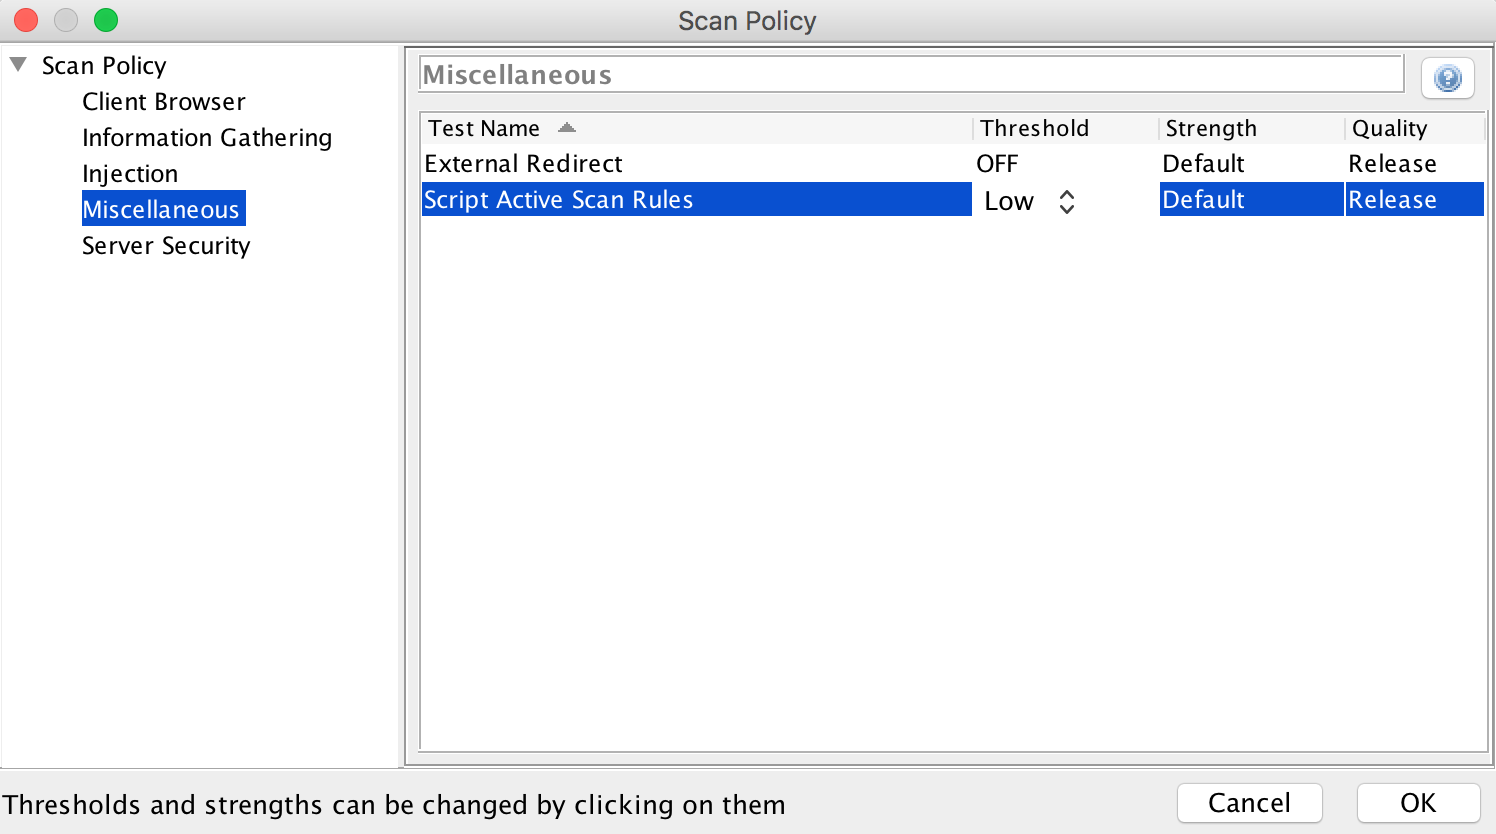 Scan Policy
Scan Policy
Client Browser
Information Gathering
Injection
Miscellaneous
Server Security
Miscellaneous
Test Name Threshold Strength Quality
External Redirect OFF Default Release
Script Active Scan Rules Low Default Release
Thresholds and strengths can be changed by clicking on them
Cancel OK